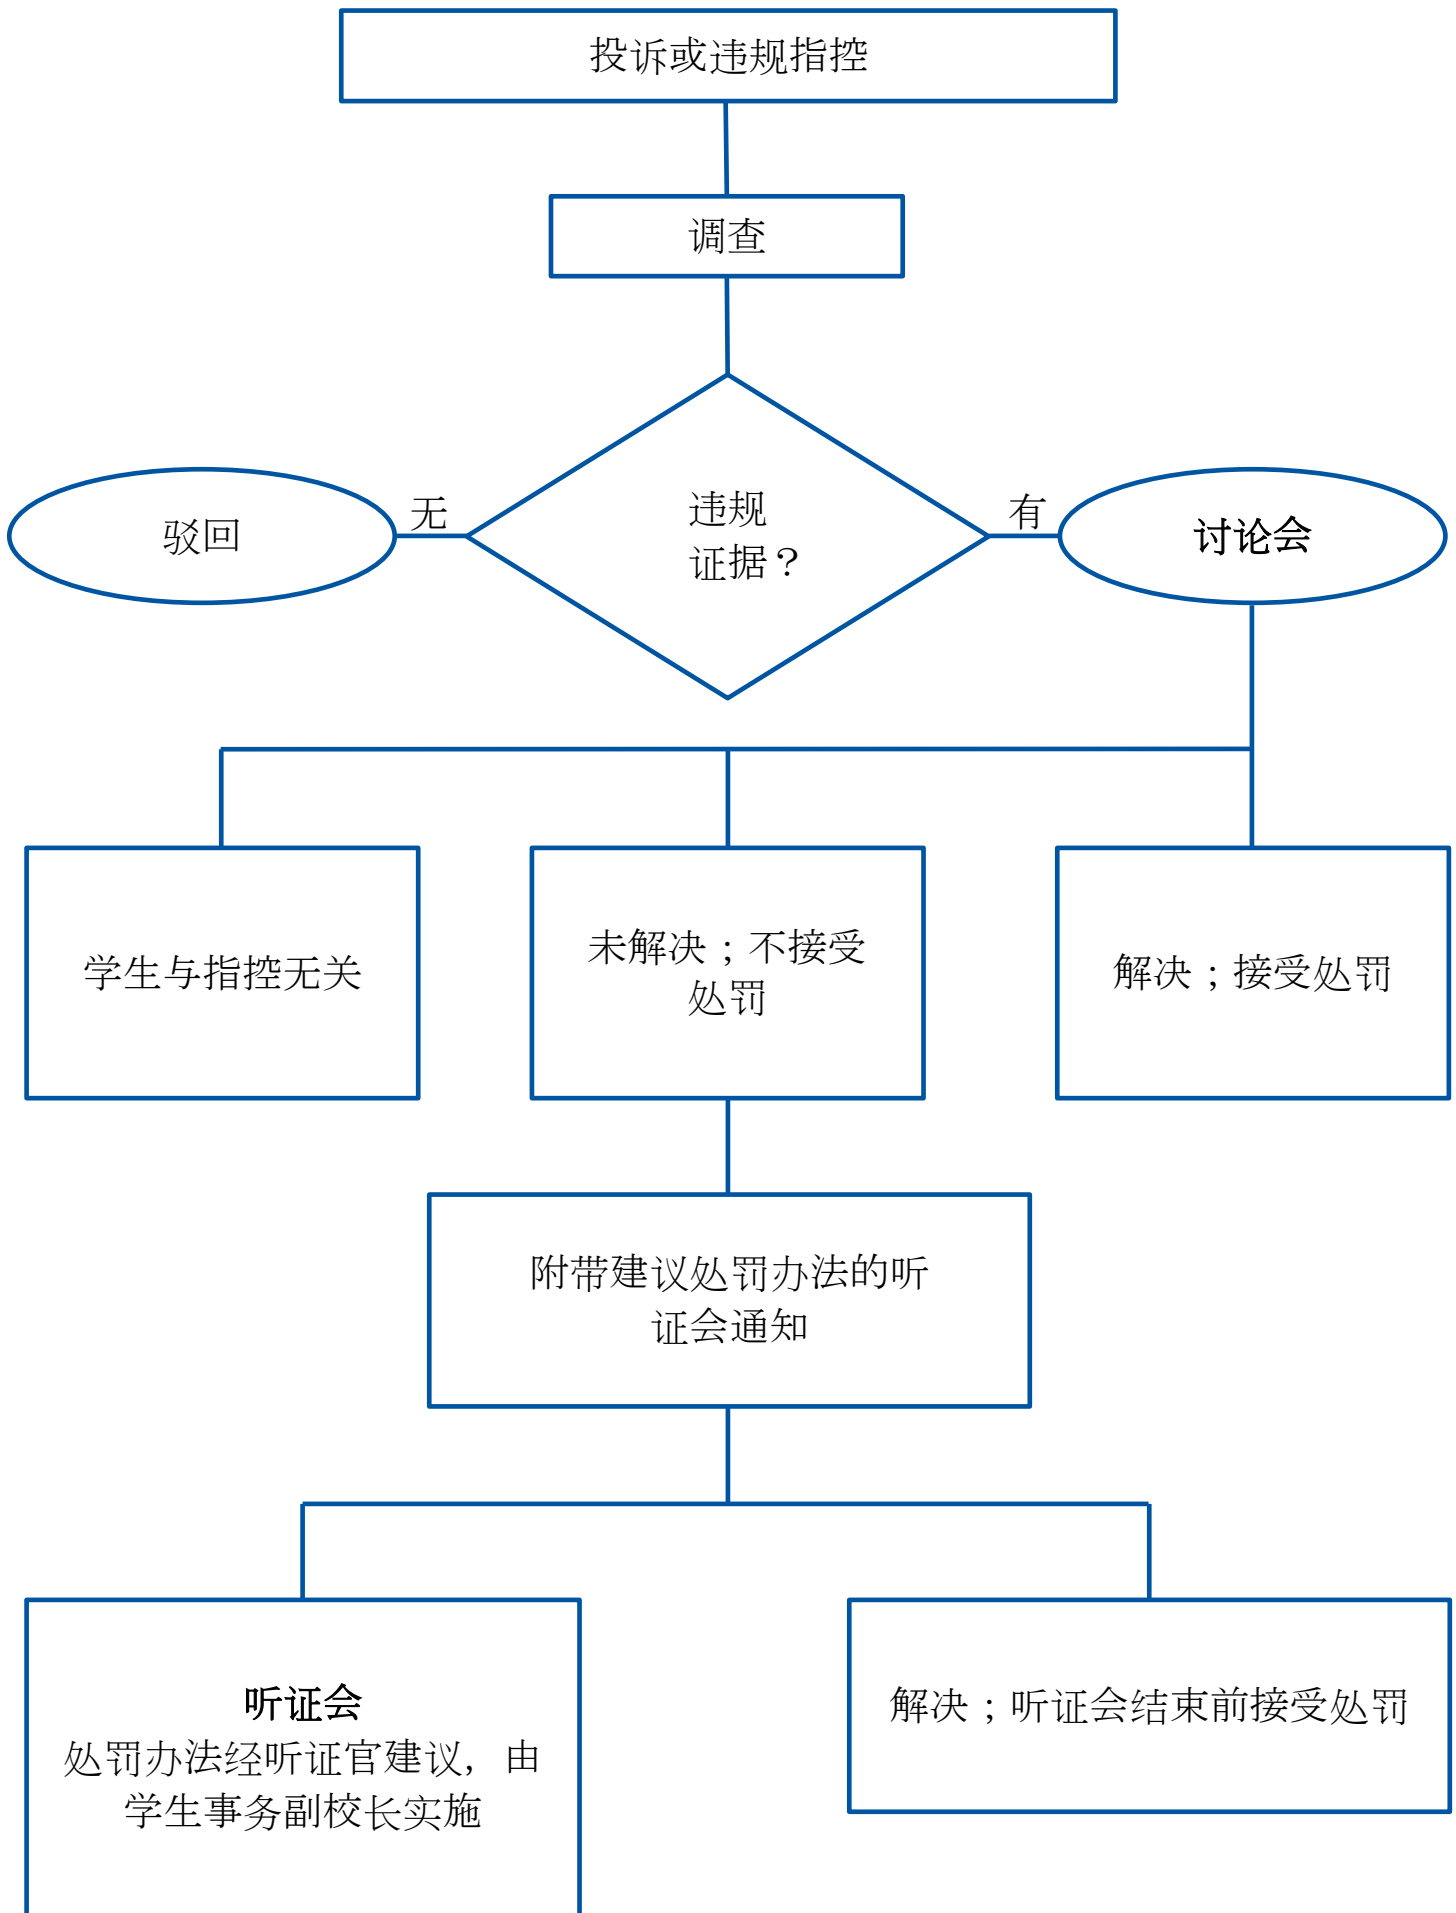 投诉或违规指控
调查
无
违规
证据？
有
驳回
讨论会
学生与指控无关
未解决；不接受
处罚
解决；接受处罚
附带建议处罚办法的听
证会通知
听证会
处罚办法经听证官建议，由
学生事务副校长实施
解决；听证会结束前接受处罚